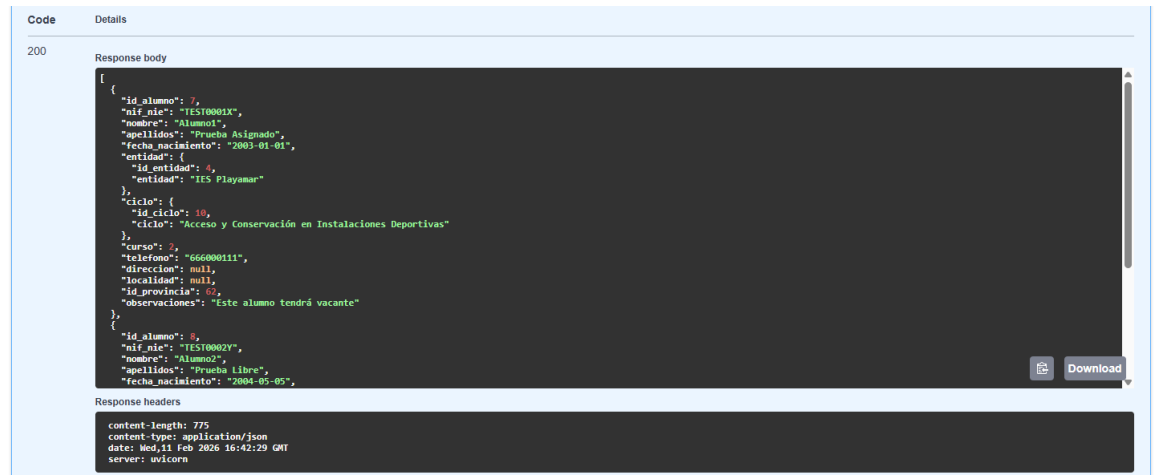 Code Details
200
Response body
[
  {
    "id_alumno": 7,
    "nif_nie": "TEST0001X",
    "nombre": "Alumno1",
    "apellidos": "Prueba Asignado",
    "fecha_nacimiento": "2003-01-01",
    "entidad": {
      "id_entidad": 4,
      "entidad": "IES Playamar"
    },
    "ciclo": {
      "id_ciclo": 10,
      "ciclo": "Acceso y Conservación en Instalaciones Deportivas"
    },
    "curso": 2,
    "telefono": "666000111",
    "direccion": null,
    "localidad": null,
    "id_provincia": 62,
    "observaciones": "Este alumno tendrá vacante"
  },
  {
    "id_alumno": 8,
    "nif_nie": "TEST0002Y",
    "nombre": "Alumno2",
    "apellidos": "Prueba Libre",
    "fecha_nacimiento": "2004-05-05",
Download
Response headers
content-length: 775
content-type: application/json
date: Wed,11 Feb 2026 16:42:29 GMT
server: uvicorn